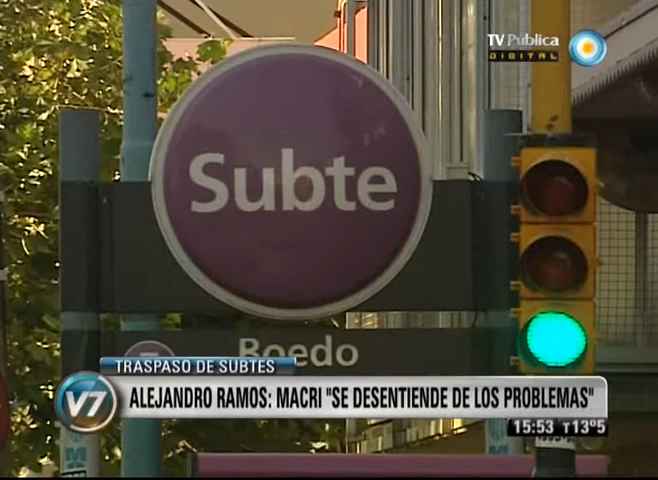 TV Pública
DIGITAL
Subte
Boedo
TRASPASO DE SUBTES
V7
ALEJANDRO RAMOS: MACRI "SE DESENTIENDE DE LOS PROBLEMAS"
15:53 T13º5